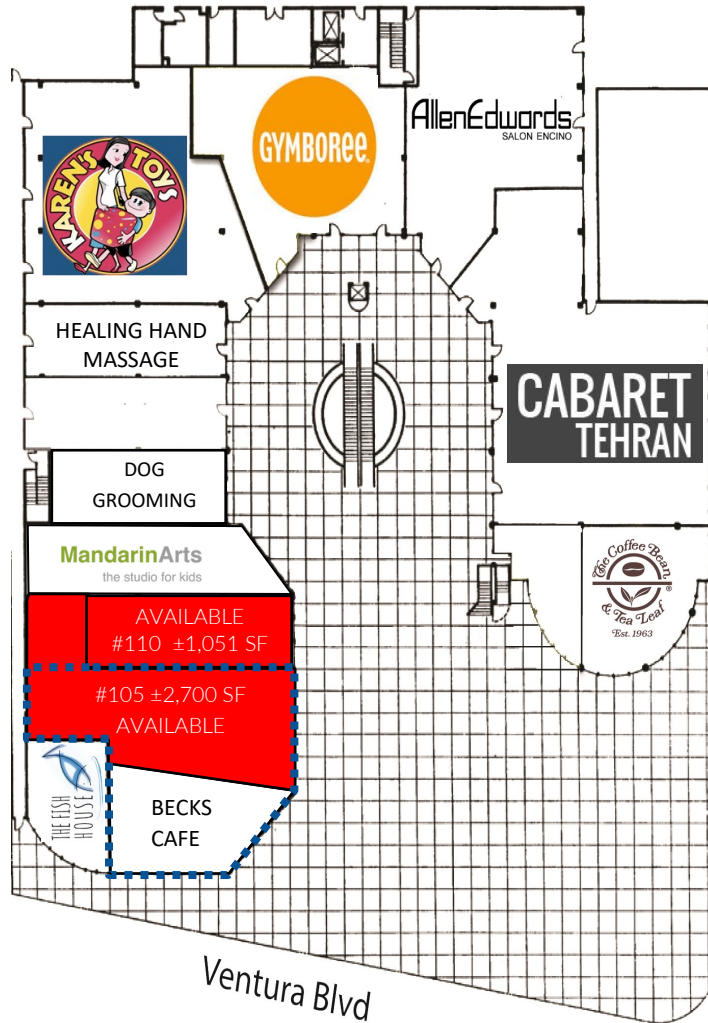 AllenEdwards
SALON ENCINO
GYMBOREE
KAREN'S TOYS
HEALING HAND
MASSAGE
CABARET
TEHRAN
DOG
GROOMING
MandarinArts
the studio for kids
The Coffee Bean
& Tea Leaf
®
Est. 1963
AVAILABLE
#110 ±1,051 SF
#105 ±2,700 SF
AVAILABLE
THE FISH
HOUSE
BECKS
CAFE
Ventura Blvd